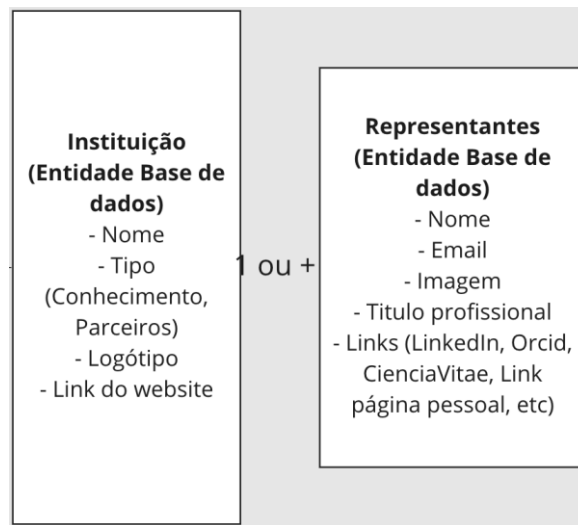 Instituição
(Entidade Base de
dados)
- Nome
- Tipo
(Conhecimento,
Parceiros)
- Logótipo
- Link do website
1 ou +
Representantes
(Entidade Base de
dados)
- Nome
- Email
- Imagem
- Titulo profissional
- Links (LinkedIn, Orcid,
CienciaVitae, Link
página pessoal, etc)